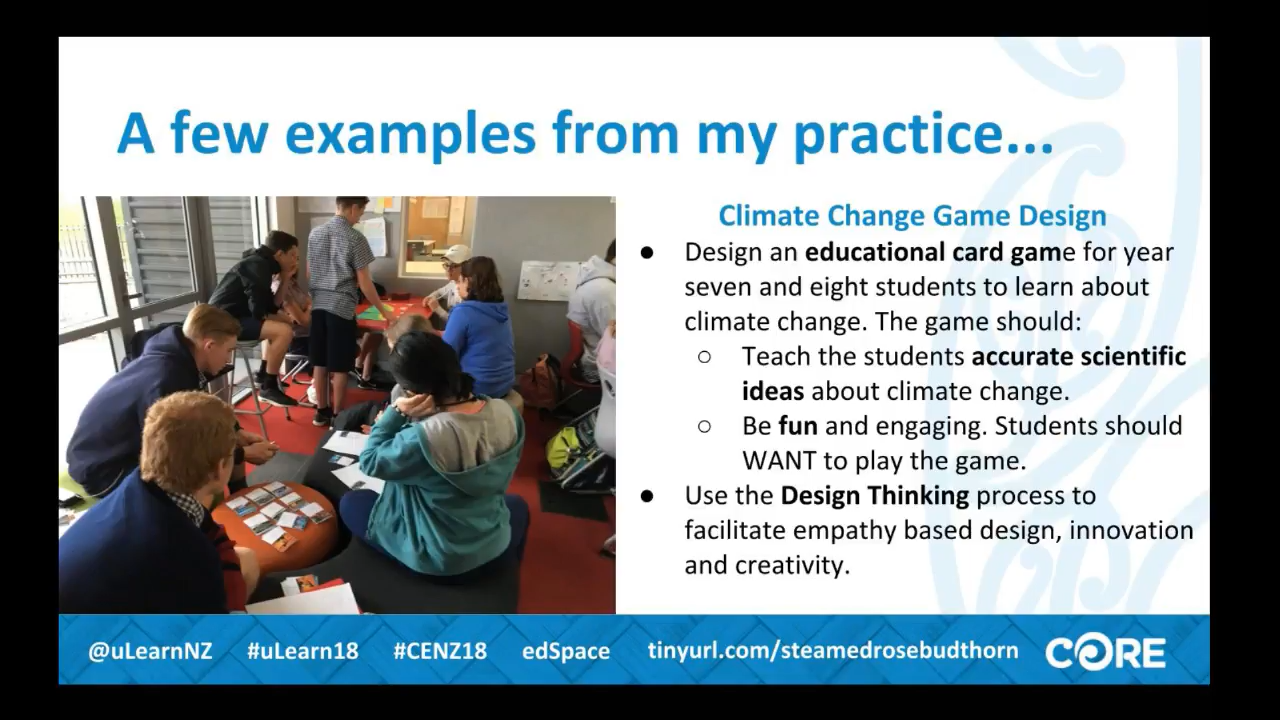 A few examples from my practice...
Climate Change Game Design
● Design an educational card game for year
seven and eight students to learn about
climate change. The game should:
○ Teach the students accurate scientific
ideas about climate change.
○ Be fun and engaging. Students should
WANT to play the game.
● Use the Design Thinking process to
facilitate empathy based design, innovation
and creativity.
@uLearnNZ #uLearn18 #CENZ18 edSpace tinyurl.com/steamedrosebudthorn CORE